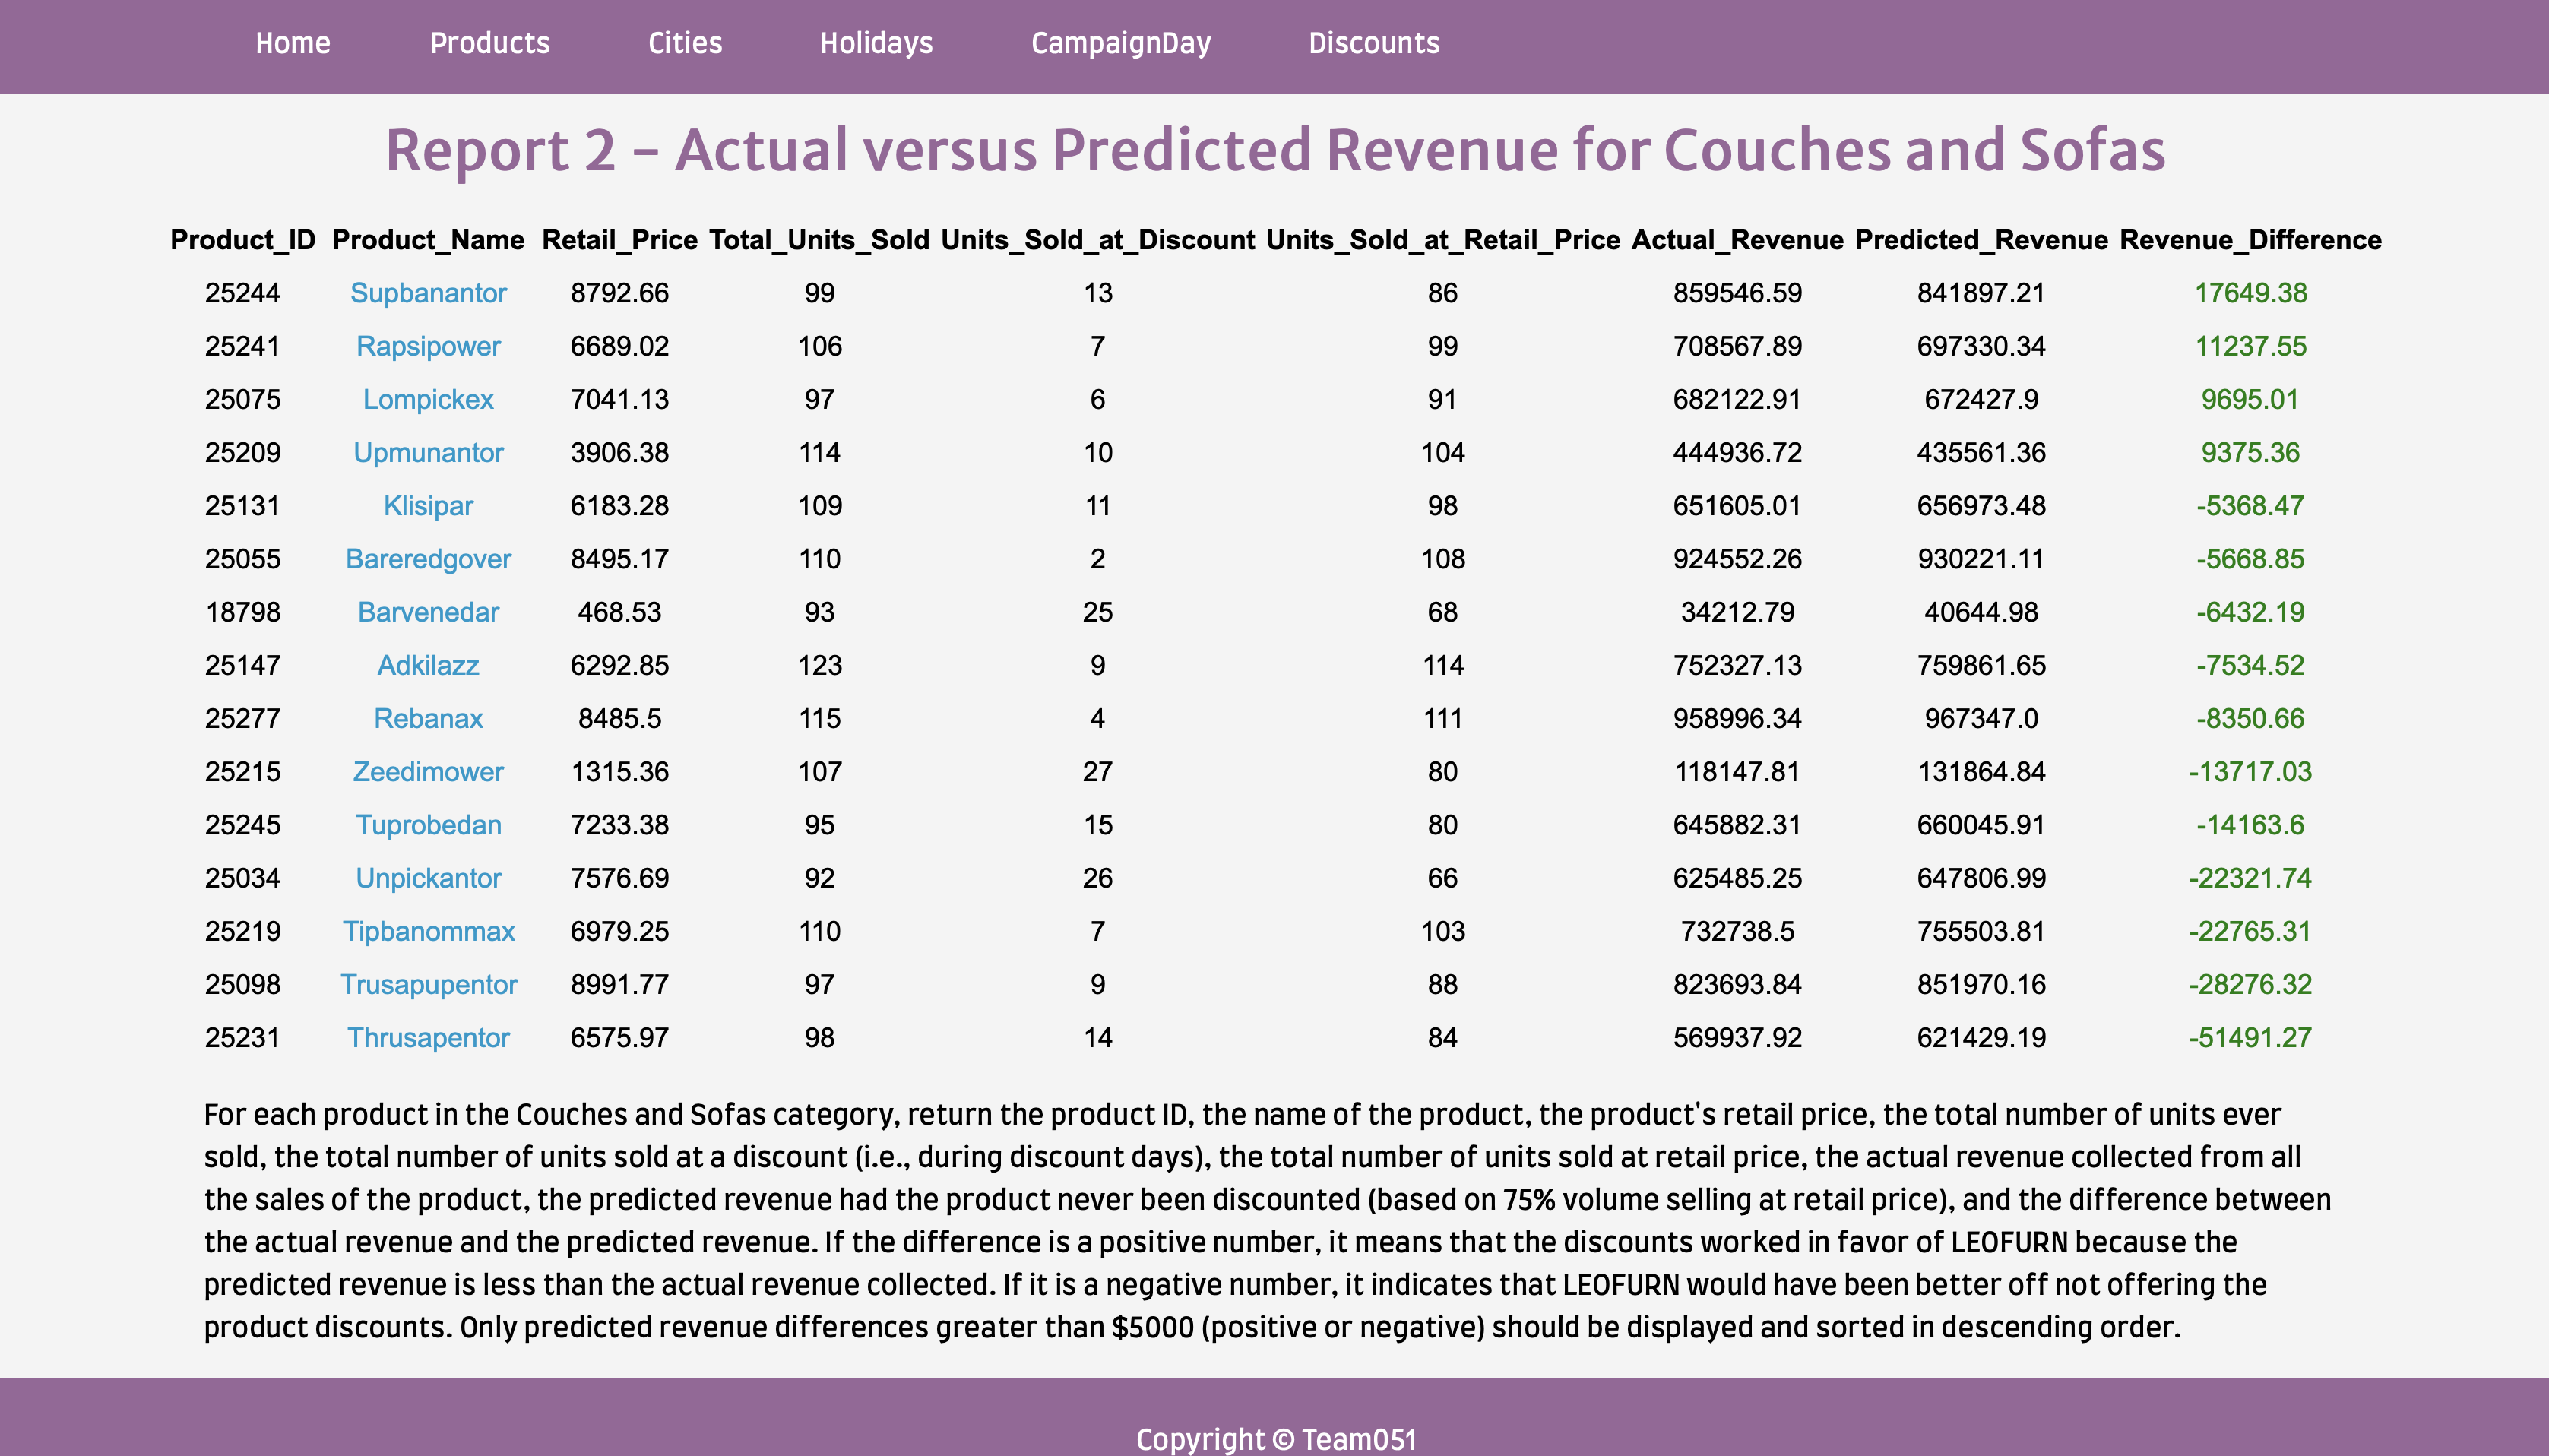 Home Products Cities Holidays CampaignDay Discounts
Report 2 - Actual versus Predicted Revenue for Couches and Sofas
Product_ID Product_Name Retail_Price Total_Units_Sold Units_Sold_at_Discount Units_Sold_at_Retail_Price Actual_Revenue Predicted_Revenue Revenue_Difference
25244 Supbanantor 8792.66 99 13 86 859546.59 841897.21 17649.38
25241 Rapsipower 6689.02 106 7 99 708567.89 697330.34 11237.55
25075 Lompickex 7041.13 97 6 91 682122.91 672427.9 9695.01
25209 Upmunantor 3906.38 114 10 104 444936.72 435561.36 9375.36
25131 Klisipar 6183.28 109 11 98 651605.01 656973.48 -5368.47
25055 Bareredgover 8495.17 110 2 108 924552.26 930221.11 -5668.85
18798 Barvenedar 468.53 93 25 68 34212.79 40644.98 -6432.19
25147 Adkilazz 6292.85 123 9 114 752327.13 759861.65 -7534.52
25277 Rebanax 8485.5 115 4 111 958996.34 967347.0 -8350.66
25215 Zeedimower 1315.36 107 27 80 118147.81 131864.84 -13717.03
25245 Tuprobedan 7233.38 95 15 80 645882.31 660045.91 -14163.6
25034 Unpickantor 7576.69 92 26 66 625485.25 647806.99 -22321.74
25219 Tipbanommax 6979.25 110 7 103 732738.5 755503.81 -22765.31
25098 Trusapupentor 8991.77 97 9 88 823693.84 851970.16 -28276.32
25231 Thrusapentor 6575.97 98 14 84 569937.92 621429.19 -51491.27
For each product in the Couches and Sofas category, return the product ID, the name of the product, the product's retail price, the total number of units ever
sold, the total number of units sold at a discount (i.e., during discount days), the total number of units sold at retail price, the actual revenue collected from all
the sales of the product, the predicted revenue had the product never been discounted (based on 75% volume selling at retail price), and the difference between
the actual revenue and the predicted revenue. If the difference is a positive number, it means that the discounts worked in favor of LEOFURN because the
predicted revenue is less than the actual revenue collected. If it is a negative number, it indicates that LEOFURN would have been better off not offering the
product discounts. Only predicted revenue differences greater than $5000 (positive or negative) should be displayed and sorted in descending order.
Copyright © Team051